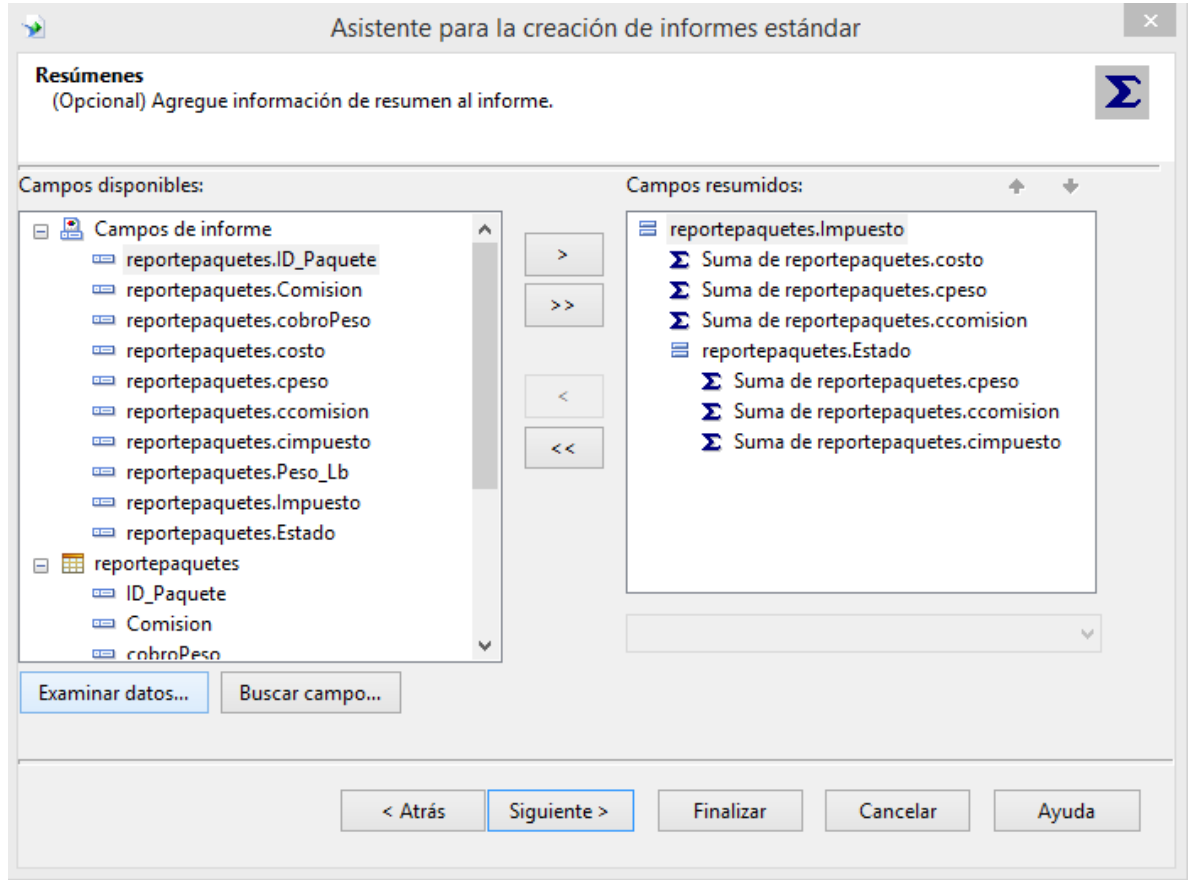 Asistente para la creación de informes estándar
Resúmenes
(Opcional) Agregue información de resumen al informe.
Σ
Campos disponibles:
Campos de informe
reportepaquetes.ID_Paquete
reportepaquetes.Comision
reportepaquetes.cobroPeso
reportepaquetes.costo
reportepaquetes.cpeso
reportepaquetes.ccomision
reportepaquetes.cimpuesto
reportepaquetes.Peso_Lb
reportepaquetes.Impuesto
reportepaquetes.Estado
reportepaquetes
ID_Paquete
Comision
cobroPeso
>
>>
<
<<
Campos resumidos:
reportepaquetes.Impuesto
Σ Suma de reportepaquetes.costo
Σ Suma de reportepaquetes.cpeso
Σ Suma de reportepaquetes.ccomision
reportepaquetes.Estado
Σ Suma de reportepaquetes.cpeso
Σ Suma de reportepaquetes.ccomision
Σ Suma de reportepaquetes.cimpuesto
Examinar datos...
Buscar campo...
< Atrás
Siguiente >
Finalizar
Cancelar
Ayuda